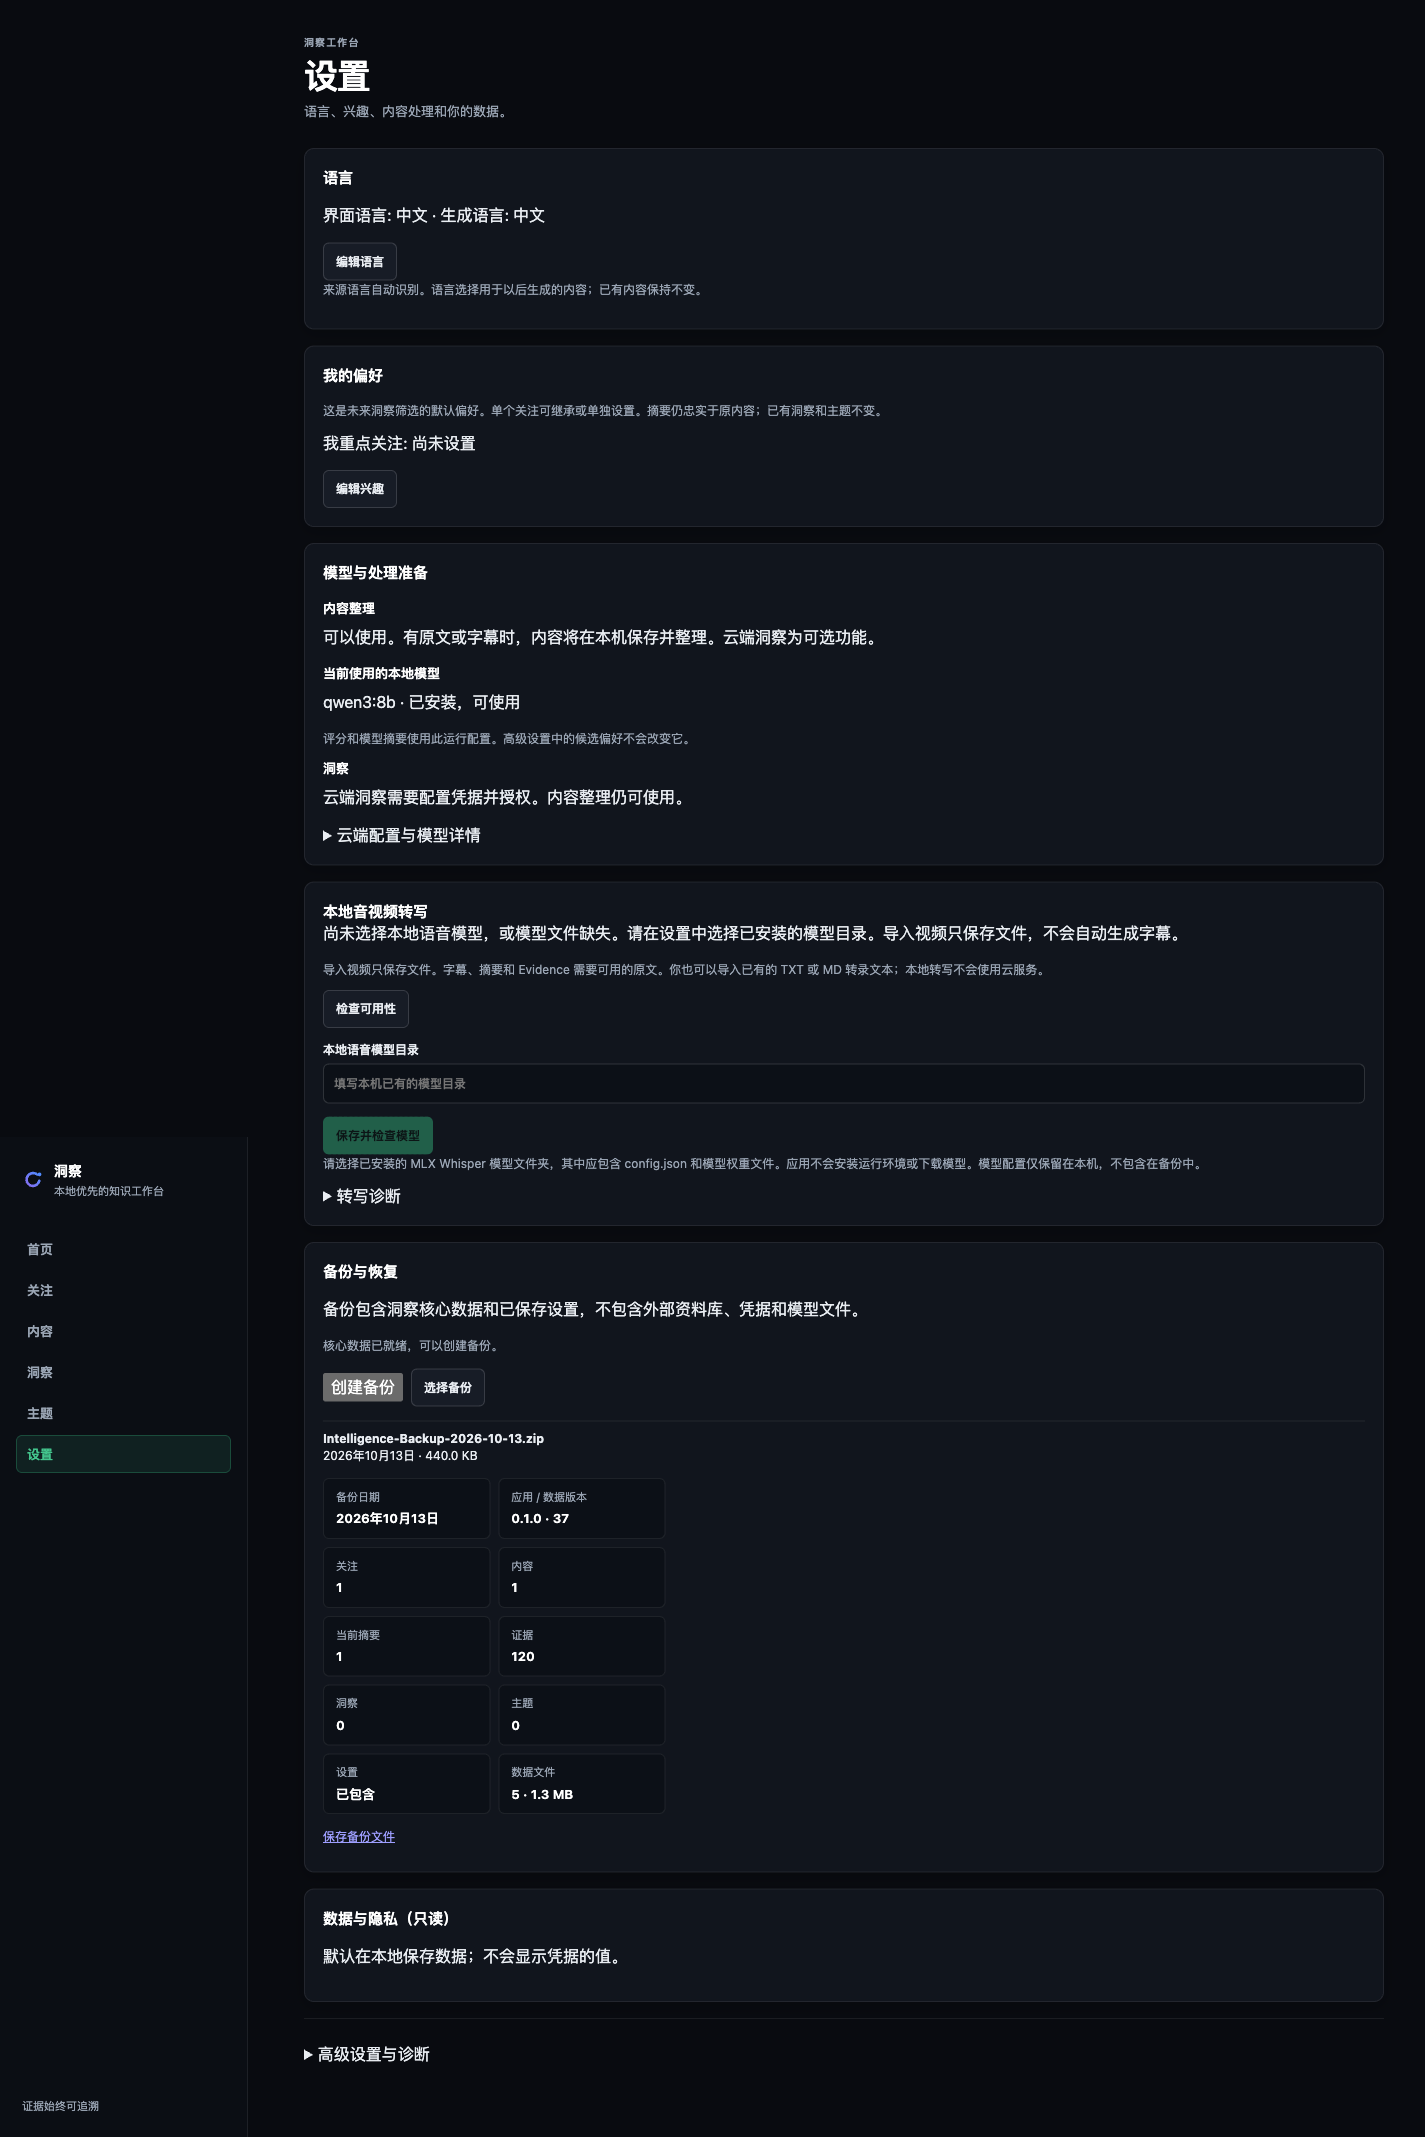 洞察工作台
设置
语言、兴趣、内容处理和你的数据。
语言
界面语言: 中文 · 生成语言: 中文
编辑语言
来源语言自动识别。语言选择用于以后生成的内容；已有内容保持不变。
我的偏好
这是未来洞察筛选的默认偏好。单个关注可继承或单独设置。摘要仍忠实于原内容；已有洞察和主题不变。
我重点关注: 尚未设置
编辑兴趣
模型与处理准备
内容整理
可以使用。有原文或字幕时，内容将在本机保存并整理。云端洞察为可选功能。
当前使用的本地模型
qwen3:8b · 已安装，可使用
评分和模型摘要使用此运行配置。高级设置中的候选偏好不会改变它。
洞察
云端洞察需要配置凭据并授权。内容整理仍可使用。
▶ 云端配置与模型详情
本地音视频转写
尚未选择本地语音模型，或模型文件缺失。请在设置中选择已安装的模型目录。导入视频只保存文件，不会自动生成字幕。
导入视频只保存文件。字幕、摘要和 Evidence 需要可用的原文。你也可以导入已有的 TXT 或 MD 转录文本；本地转写不会使用云服务。
检查可用性
本地语音模型目录
填写本机已有的模型目录
保存并检查模型
请选择已安装的 MLX Whisper 模型文件夹，其中应包含 config.json 和模型权重文件。应用不会安装运行环境或下载模型。模型配置仅保留在本机，不包含在备份中。
▶ 转写诊断
洞察
本地优先的知识工作台
首页
关注
内容
洞察
主题
设置
证据始终可追溯
备份与恢复
备份包含洞察核心数据和已保存设置，不包含外部资料库、凭据和模型文件。
核心数据已就绪，可以创建备份。
创建备份 选择备份
Intelligence-Backup-2026-10-13.zip
2026年10月13日 · 440.0 KB
备份日期
2026年10月13日
应用 / 数据版本
0.1.0 · 37
关注
1
内容
1
当前摘要
1
证据
120
洞察
0
主题
0
设置
已包含
数据文件
5 · 1.3 MB
保存备份文件
数据与隐私（只读）
默认在本地保存数据；不会显示凭据的值。
▶ 高级设置与诊断